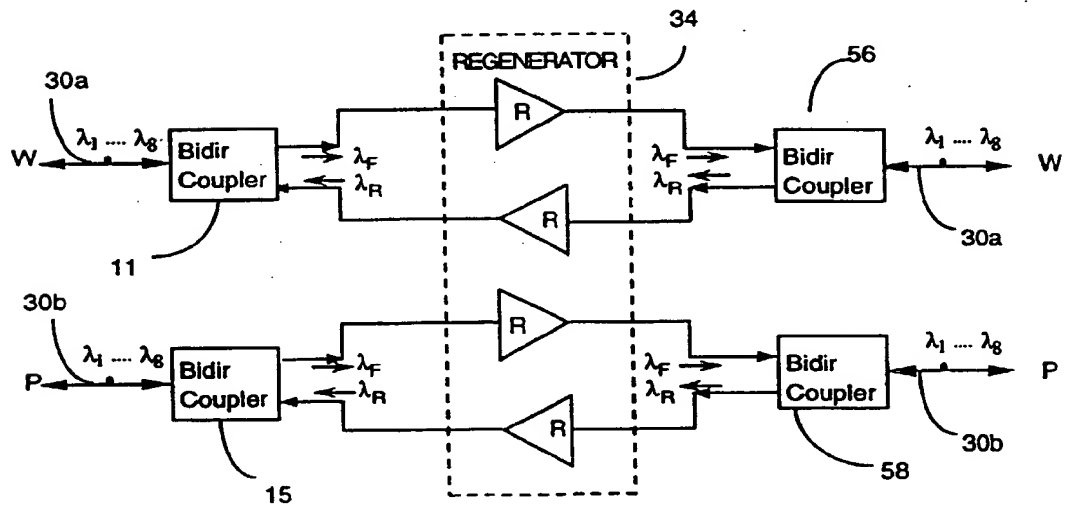 34
REGENERATOR
56
30a
R
λ1 .... λ8
λ1 .... λ8
W
Bidir
Coupler
λF
λR
λF
λR
Bidir
Coupler
W
R
30a
11
30b
R
λ1 .... λ8
λ1 .... λ8
P
Bidir
Coupler
λF
λR
λF
λR
Bidir
Coupler
P
R
30b
15
58